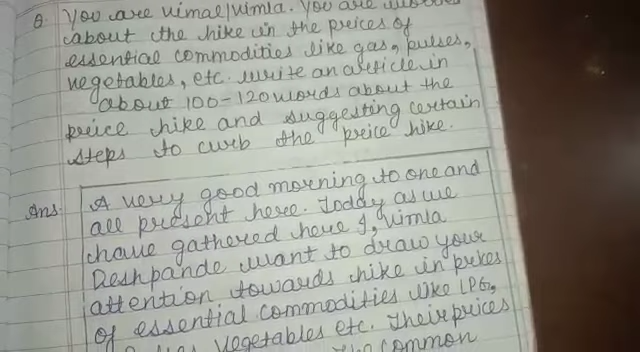 Q. You are Vimal/Vimla. You are
about the hike in the prices of
essential commodities like gas, pulses,
vegetables, etc. write an article in
about 100-120 words about the
price hike and suggesting certain
steps to curb the price hike.
Ans. A very good morning to one and
all present here. Today as we
have gathered here I, Vimla
Deshpande want to draw your
attention towards hike in prices
of essential commodities like LPG,
vegetables etc. Their prices
common